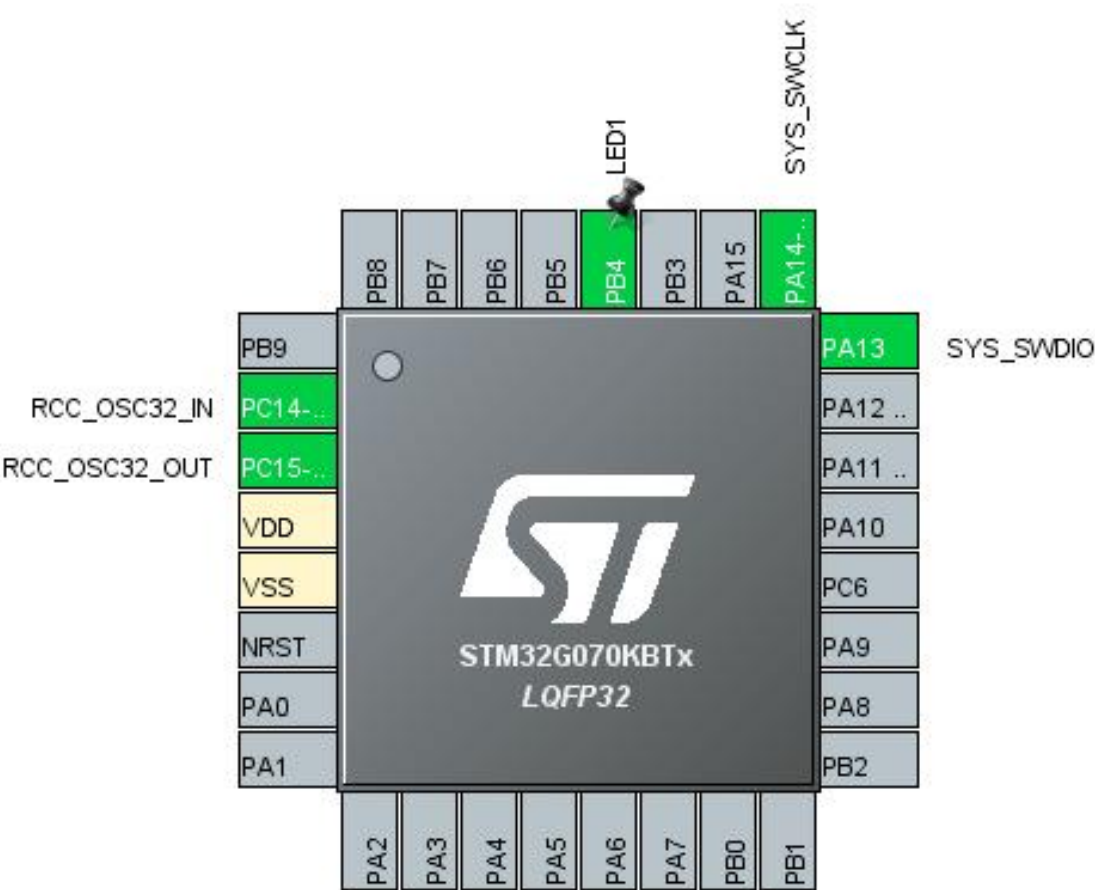 SYS_SWCLK
LED1
PB8
PB7
PB6
PB5
PB4
PB3
PA15
PA14-..
PB9
PA13
SYS_SWDIO
RCC_OSC32_IN
PC14-..
PA12 ..
RCC_OSC32_OUT
PC15-..
PA11 ..
VDD
PA10
VSS
PC6
NRST
STM32G070KBTx
PA9
PA0
LQFP32
PA8
PA1
PB2
PA2
PA3
PA4
PA5
PA6
PA7
PB0
PB1